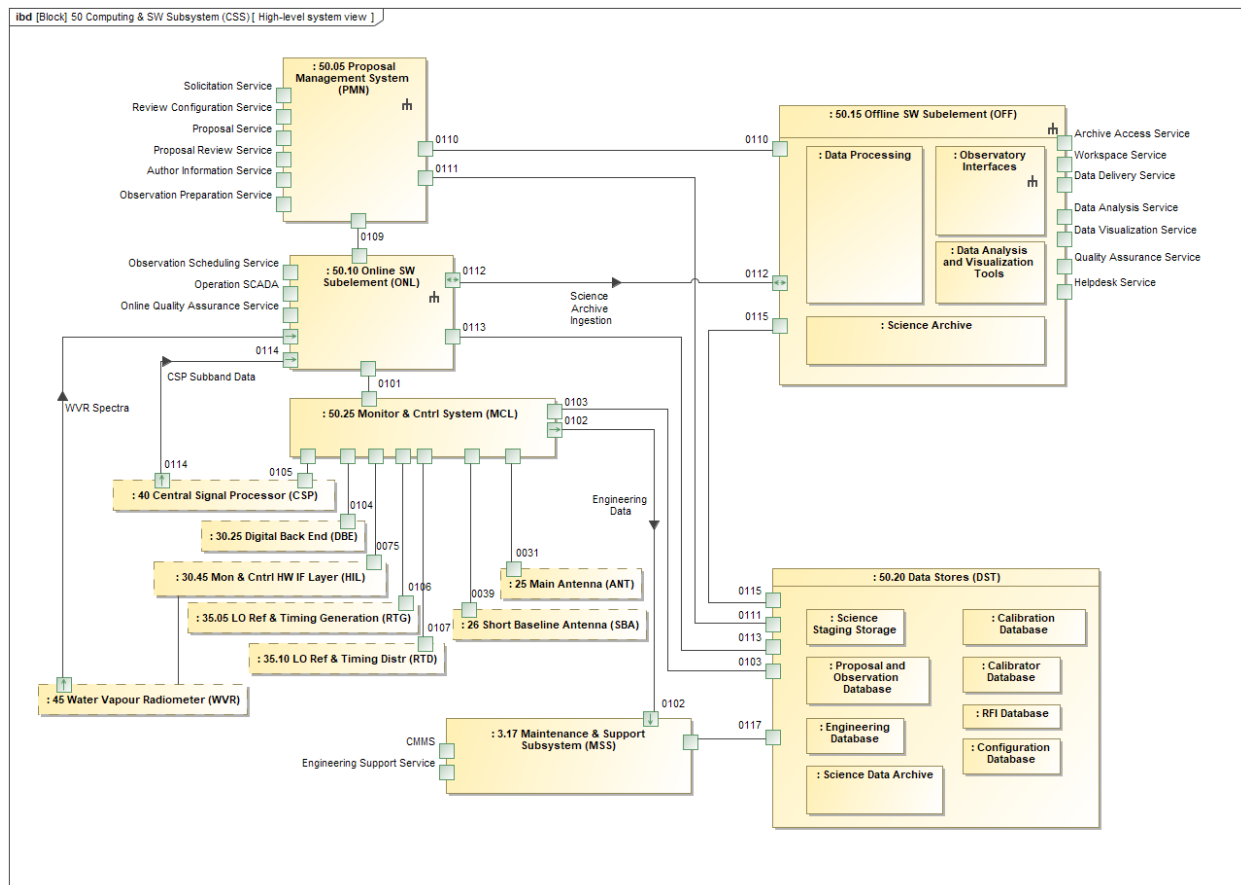 ibd [Block] 50 Computing & SW Subsystem (CSS) [ High-level system view ]
: 50.05 Proposal
Management System
(PMN)
Solicitation Service
Review Configuration Service
Proposal Service
Proposal Review Service
Author Information Service
Observation Preparation Service
0110
0111
0109
: 50.15 Offline SW Subelement (OFF)
0110
: Data Processing
: Observatory
Interfaces
: Data Analysis
and Visualization
Tools
: Science Archive
0112
0115
Archive Access Service
Workspace Service
Data Delivery Service
Data Analysis Service
Data Visualization Service
Quality Assurance Service
Helpdesk Service
: 50.10 Online SW
Subelement (ONL)
Observation Scheduling Service
Operation SCADA
Online Quality Assurance Service
0112
Science
Archive
Ingestion
0113
0114
CSP Subband Data
WVR Spectra
0101
: 50.25 Monitor & Cntrl System (MCL)
0103
0102
0114
0105
: 40 Central Signal Processor (CSP)
0104
: 30.25 Digital Back End (DBE)
0075
: 30.45 Mon & Cntrl HW IF Layer (HIL)
0106
: 35.05 LO Ref & Timing Generation (RTG)
0107
: 35.10 LO Ref & Timing Distr (RTD)
0031
: 25 Main Antenna (ANT)
0039
: 26 Short Baseline Antenna (SBA)
: 45 Water Vapour Radiometer (WVR)
Engineering
Data
0102
: 3.17 Maintenance & Support
Subsystem (MSS)
CMMS
Engineering Support Service
: 50.20 Data Stores (DST)
0115
0111
0113
0103
0117
: Science
Staging Storage
: Proposal and
Observation
Database
: Engineering
Database
: Science Data Archive
: Calibration
Database
: Calibrator
Database
: RFI Database
: Configuration
Database